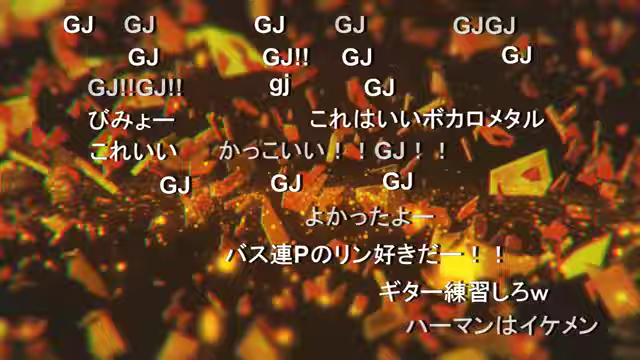 GJ GJ GJ GJ GJGJ
GJ GJ!! GJ GJ
GJ!!GJ!! gj GJ
びみょー これはいいボカロメタル
これいい かっこいい！！GJ！！
GJ GJ GJ
よかったよー
バス連Pのリン好きだー！！
ギター練習しろw
ハーマンはイケメン